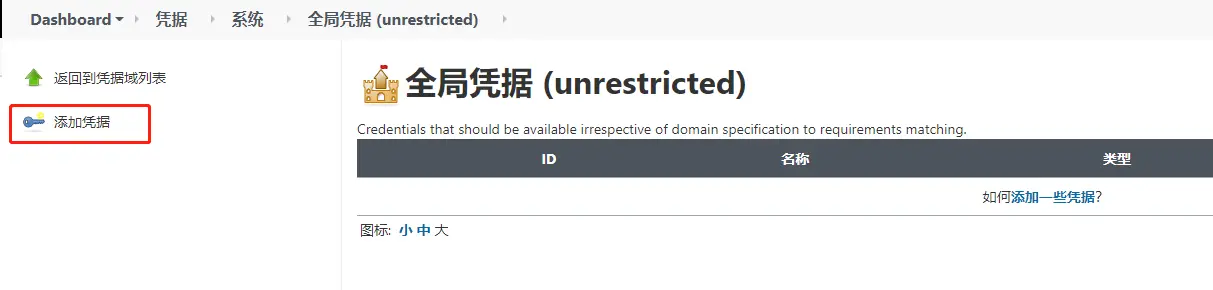 Dashboard 凭据 系统 全局凭据 (unrestricted)
返回到凭据域列表
添加凭据
全局凭据 (unrestricted)
Credentials that should be available irrespective of domain specification to requirements matching.
ID 名称 类型
如何添加一些凭据?
图标: 小 中 大